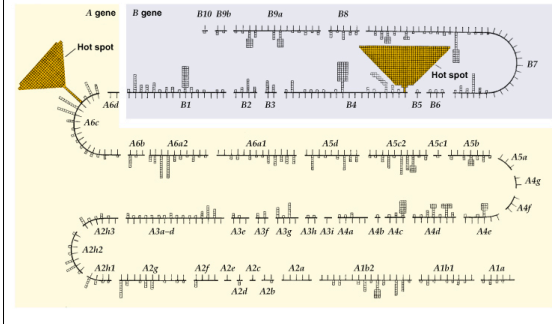 A gene B gene
B10 B9b B9a B8
Hot spot
B7
Hot spot
A6d B1 B2 B3 B4 B5 B6
A6c
A6b A6a2 A6a1 A5d A5c2 A5c1 A5b
A5a
A4g
A4f
A2h3 A3a–d A3e A3f A3g A3h A3i A4a A4b A4c A4d A4e
A2h2
A2h1 A2g A2f A2e A2c A2a A1b2 A1b1 A1a
A2d A2b